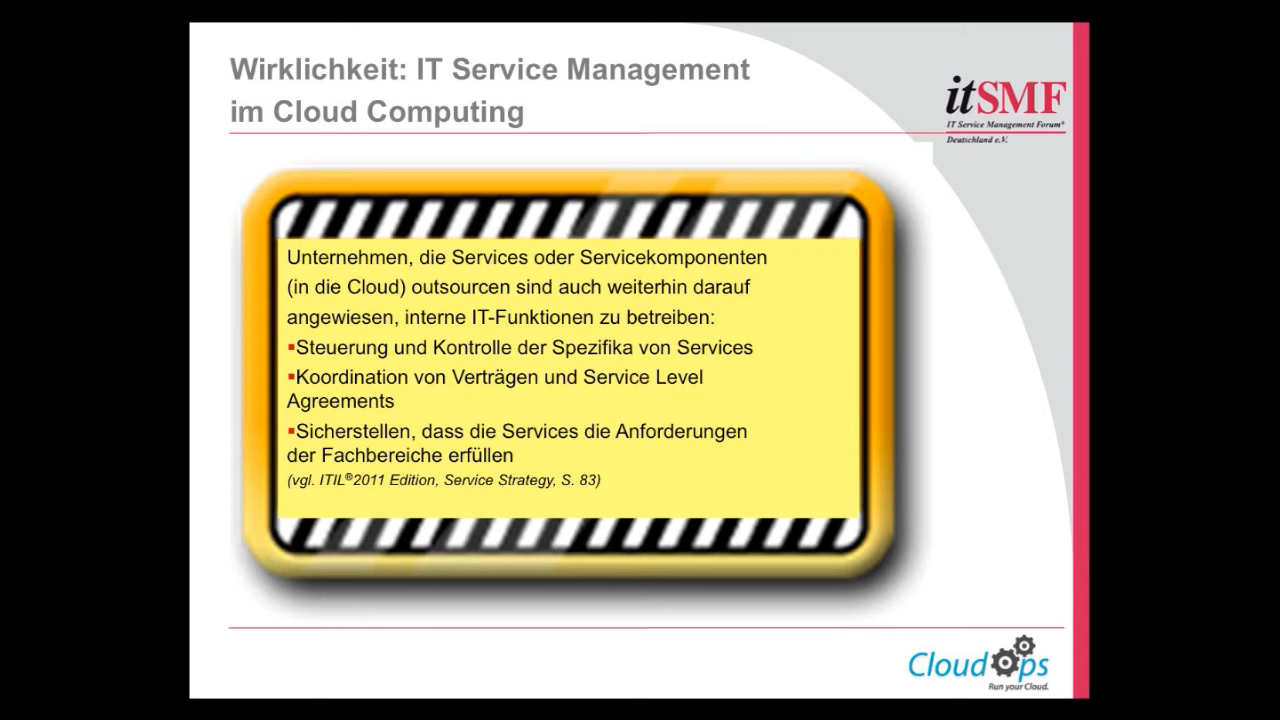 Wirklichkeit: IT Service Management
im Cloud Computing
itSMF
IT Service Management Forum®
Deutschland e.V.
Unternehmen, die Services oder Servicekomponenten
(in die Cloud) outsourcen sind auch weiterhin darauf
angewiesen, interne IT-Funktionen zu betreiben:
▪Steuerung und Kontrolle der Spezifika von Services
▪Koordination von Verträgen und Service Level
Agreements
▪Sicherstellen, dass die Services die Anforderungen
der Fachbereiche erfüllen
(vgl. ITIL®2011 Edition, Service Strategy, S. 83)
CloudOps
Run your Cloud.